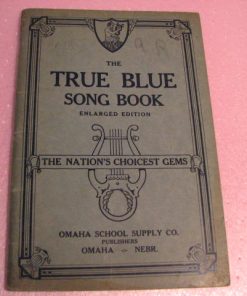 THE
TRUE BLUE
SONG BOOK
ENLARGED EDITION
THE NATION'S CHOICEST GEMS
OMAHA SCHOOL SUPPLY CO.
PUBLISHERS
OMAHA — NEBR.